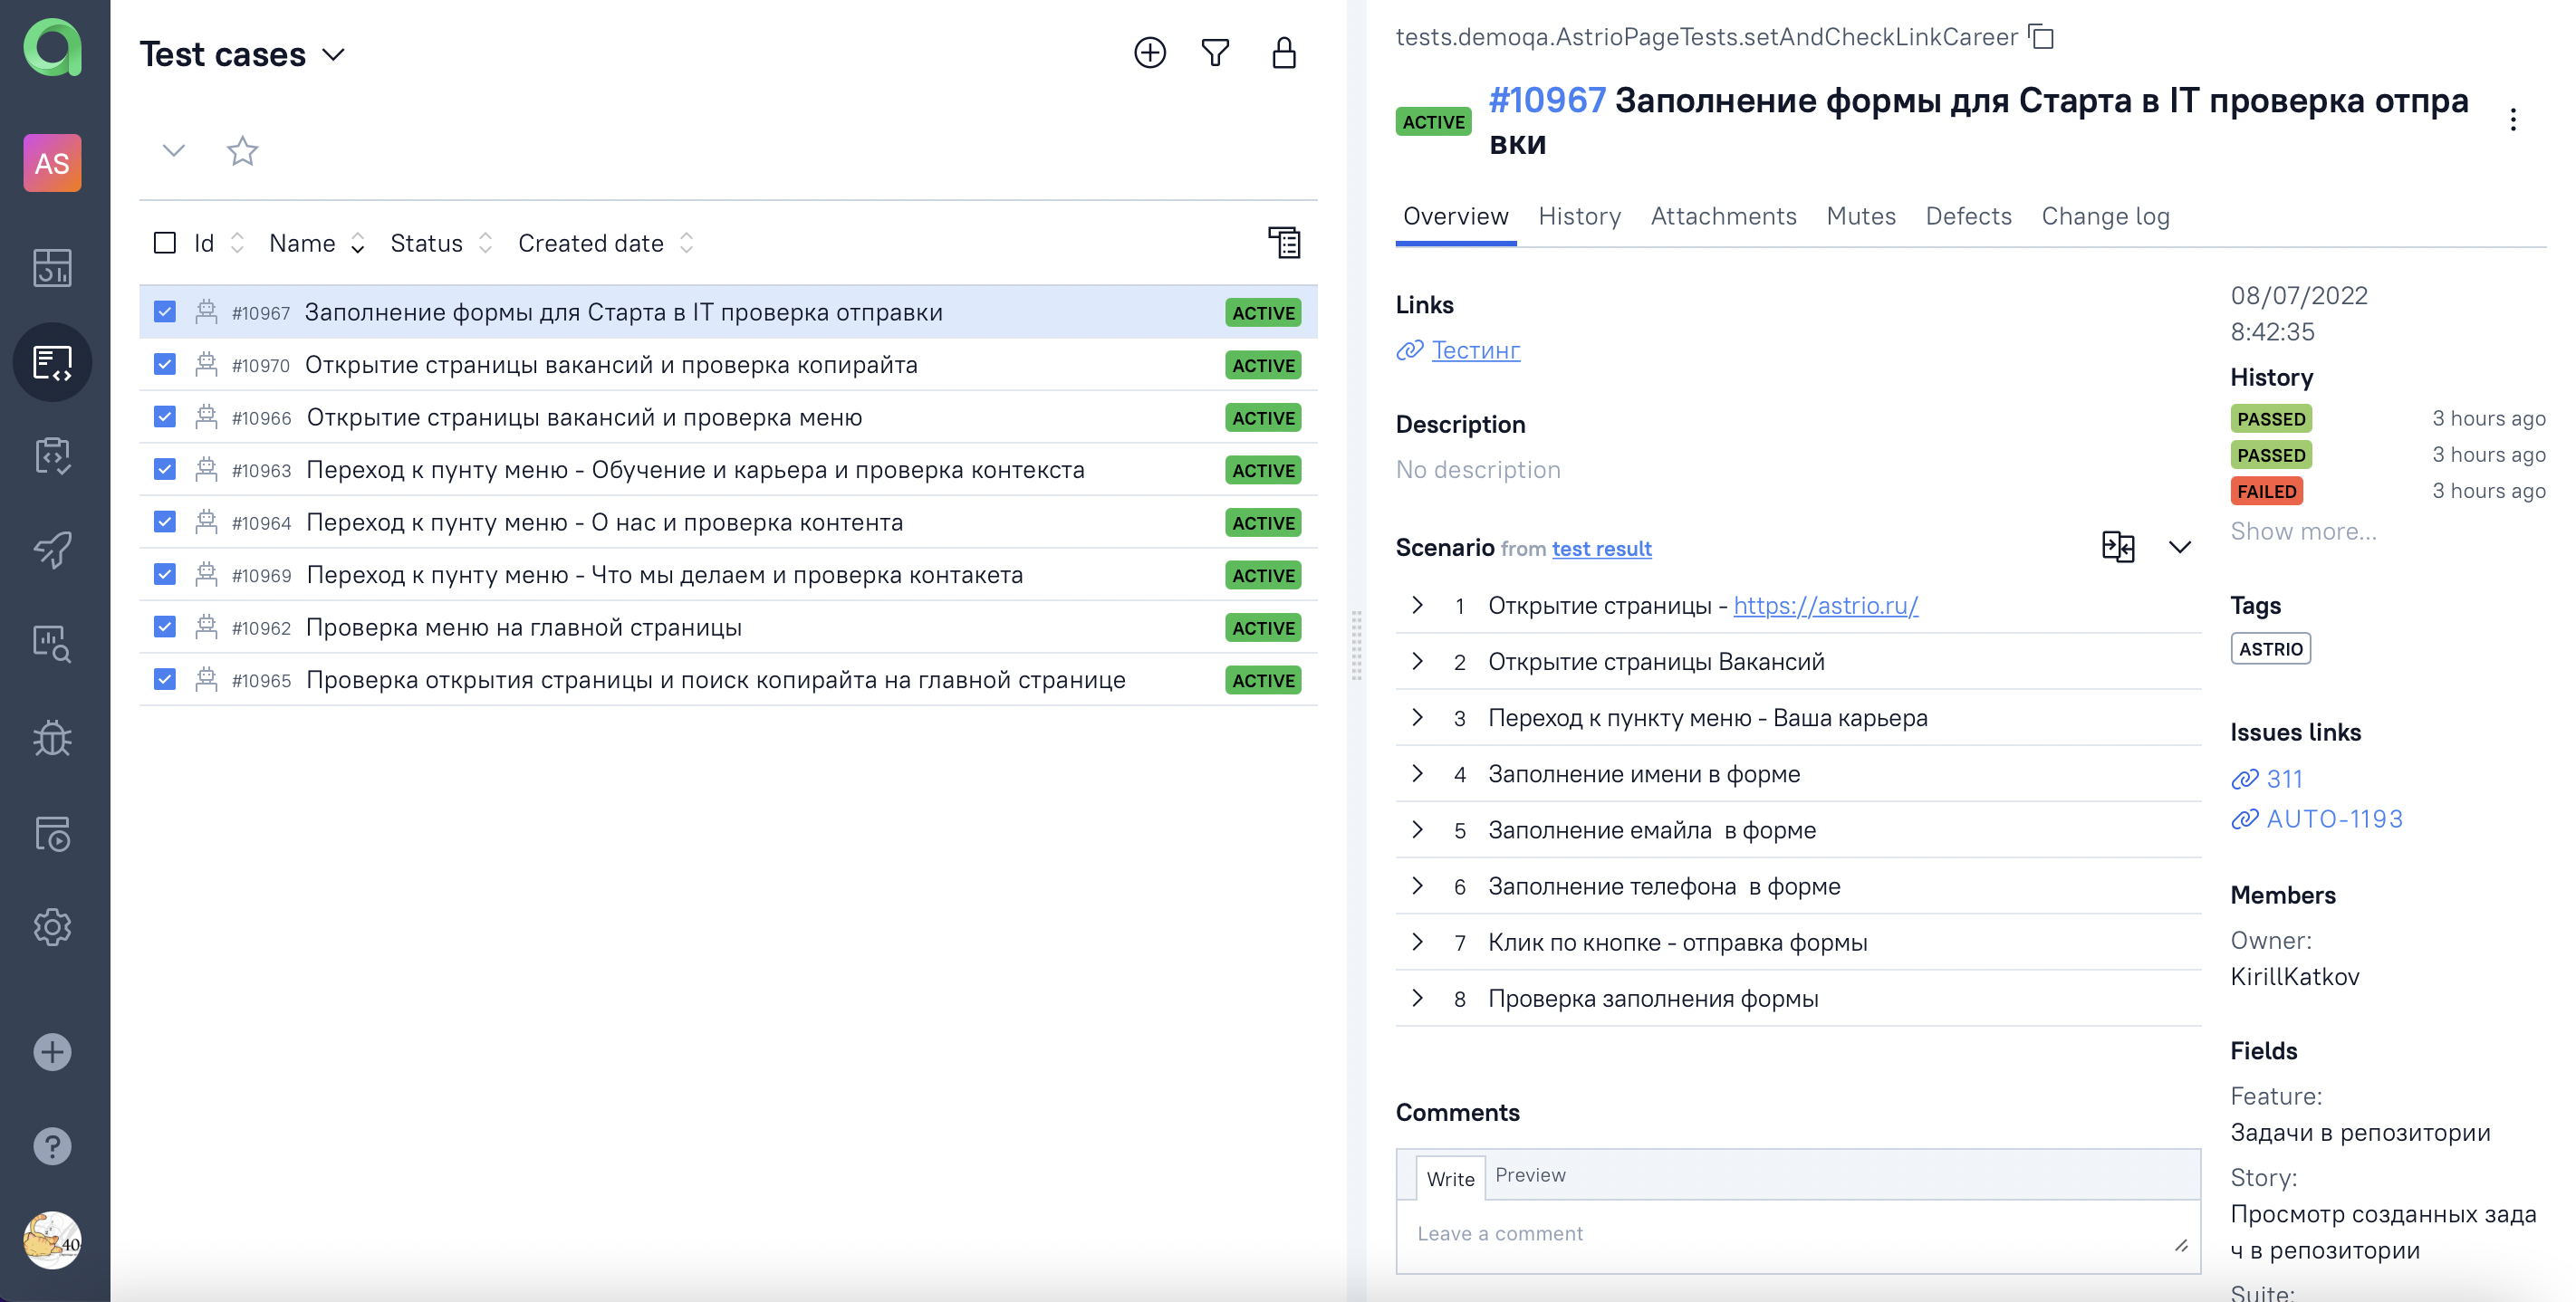 AS
40
Test cases
Id Name Status Created date
#10967 Заполнение формы для Старта в IT проверка отправки ACTIVE
#10970 Открытие страницы вакансий и проверка копирайта ACTIVE
#10966 Открытие страницы вакансий и проверка меню ACTIVE
#10963 Переход к пунту меню - Обучение и карьера и проверка контекста ACTIVE
#10964 Переход к пунту меню - О нас и проверка контента ACTIVE
#10969 Переход к пунту меню - Что мы делаем и проверка контакета ACTIVE
#10962 Проверка меню на главной страницы ACTIVE
#10965 Проверка открытия страницы и поиск копирайта на главной странице ACTIVE
tests.demoqa.AstrioPageTests.setAndCheckLinkCareer
ACTIVE #10967 Заполнение формы для Старта в IT проверка отпра
вки
Overview History Attachments Mutes Defects Change log
Links
Тестинг
Description
No description
Scenario from test result
1 Открытие страницы - https://astrio.ru/
2 Открытие страницы Вакансий
3 Переход к пункту меню - Ваша карьера
4 Заполнение имени в форме
5 Заполнение емайла в форме
6 Заполнение телефона в форме
7 Клик по кнопке - отправка формы
8 Проверка заполнения формы
Comments
Write Preview
Leave a comment
08/07/2022
8:42:35
History
PASSED 3 hours ago
PASSED 3 hours ago
FAILED 3 hours ago
Show more...
Tags
ASTRIO
Issues links
311
AUTO-1193
Members
Owner:
KirillKatkov
Fields
Feature:
Задачи в репозитории
Story:
Просмотр созданных зада
ч в репозитории
Suite: